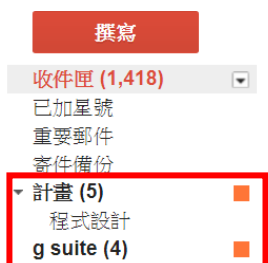 撰寫
收件匣 (1,418)
已加星號
重要郵件
寄件備份
計畫 (5)
程式設計
g suite (4)